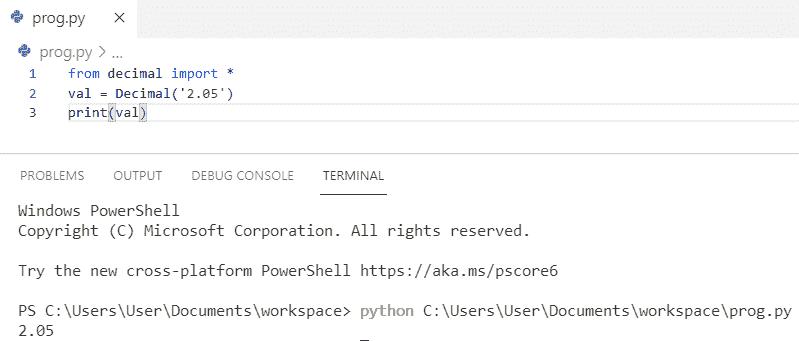 prog.py ×
prog.py > ...
1 from decimal import *
2 val = Decimal('2.05')
3 print(val)
PROBLEMS OUTPUT DEBUG CONSOLE TERMINAL
Windows PowerShell
Copyright (C) Microsoft Corporation. All rights reserved.
Try the new cross-platform PowerShell https://aka.ms/pscore6
PS C:\Users\User\Documents\workspace> python C:\Users\User\Documents\workspace\prog.py
2.05